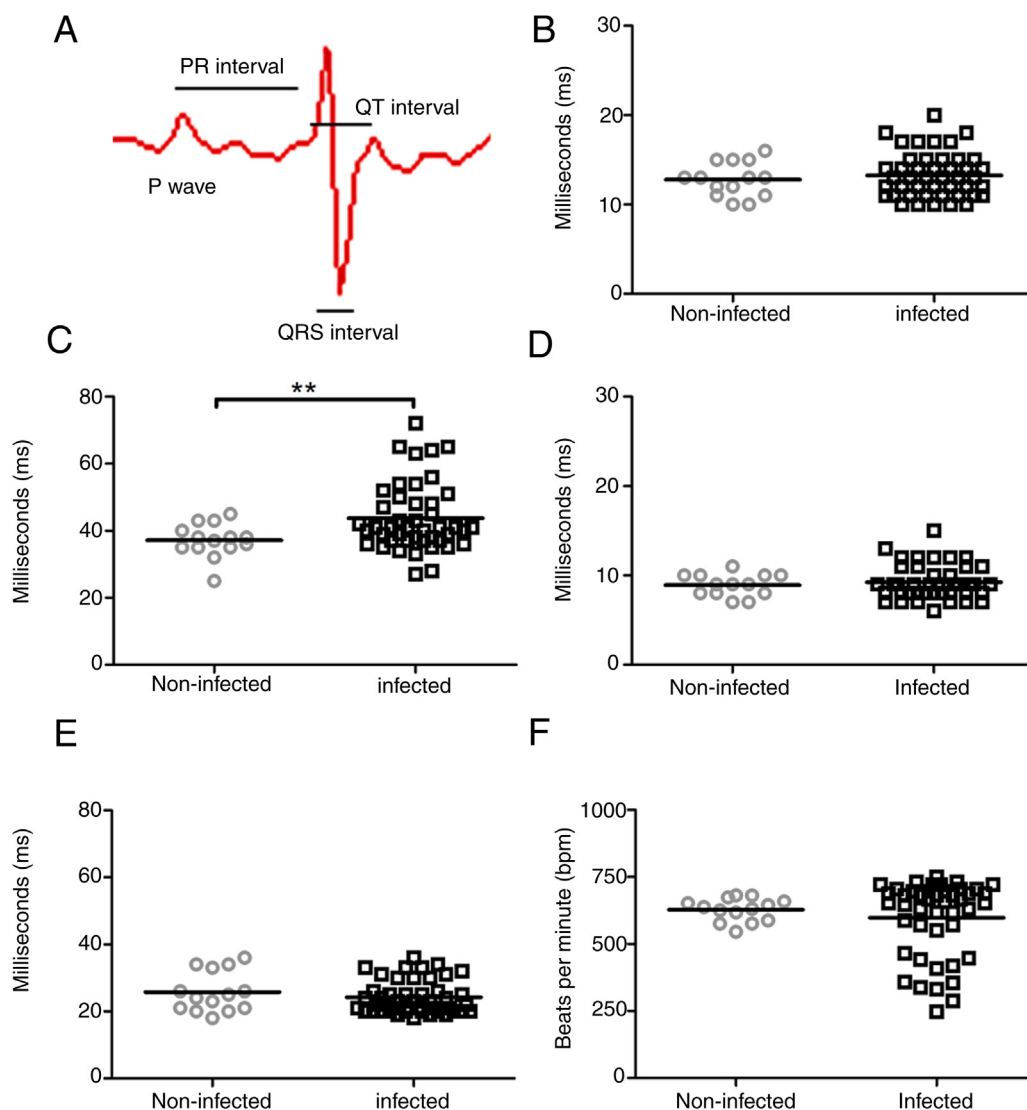 A
PR interval
QT interval
P wave
QRS interval
B
Milliseconds (ms)
30
20
10
0
Non-infected
infected
C
Milliseconds (ms)
80
60
40
20
0
**
Non-infected
infected
D
Milliseconds (ms)
30
20
10
0
Non-infected
Infected
E
Milliseconds (ms)
80
60
40
20
0
Non-infected
infected
F
Beats per minute (bpm)
1000
750
500
250
0
Non-infected
Infected